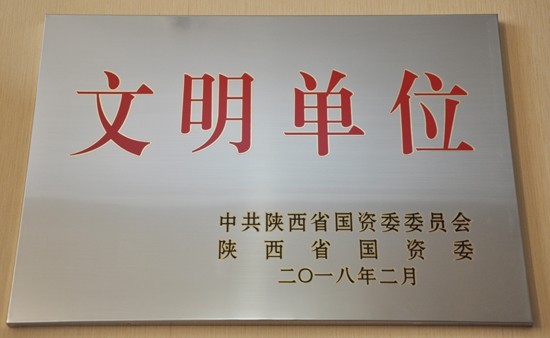 文明单位
中共陕西省国资委委员会
陕西省国资委
二〇一八年二月